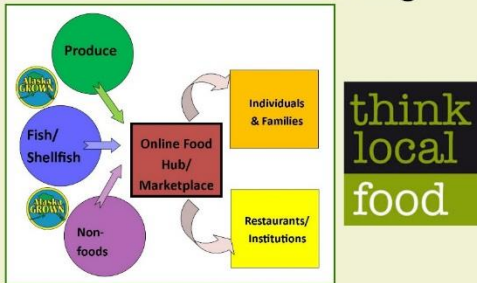 Produce
Alaska
GROWN
Fish/
Shellfish
Alaska
GROWN
Non-
foods
Online Food
Hub/
Marketplace
Individuals
& Families
Restaurants/
Institutions
think
local
food